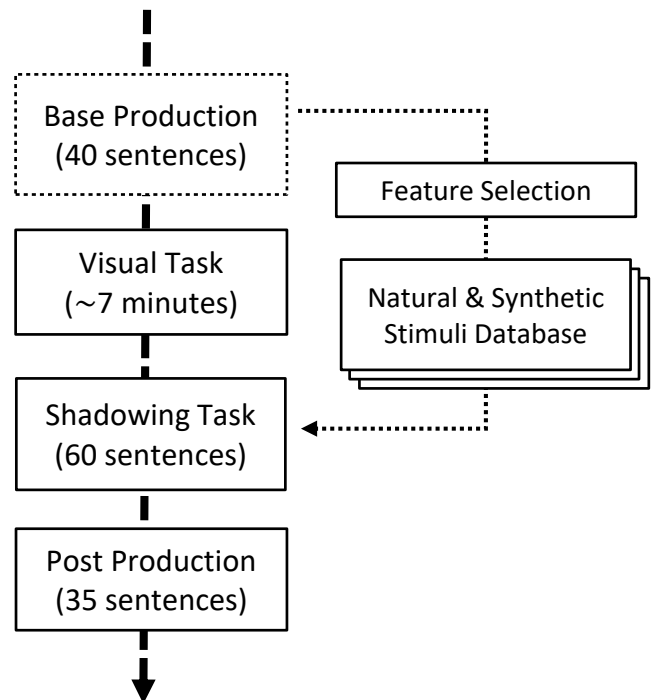 Base Production
(40 sentences)
Feature Selection
Visual Task
(~7 minutes)
Natural & Synthetic
Stimuli Database
Shadowing Task
(60 sentences)
Post Production
(35 sentences)